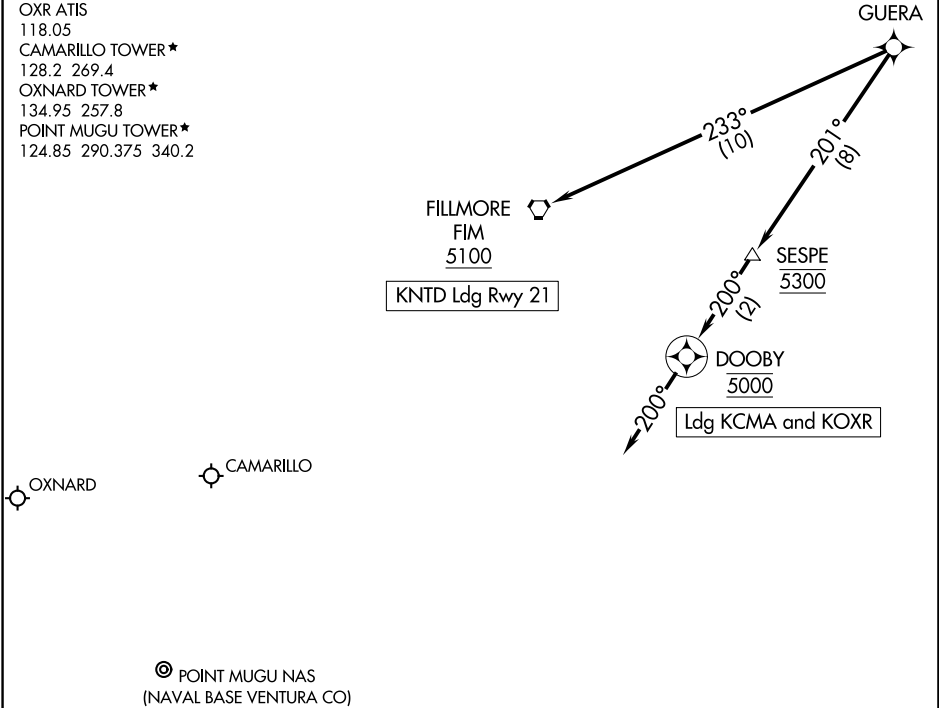 OXR ATIS
118.05
CAMARILLO TOWER★
128.2 269.4
OXNARD TOWER★
134.95 257.8
POINT MUGU TOWER★
124.85 290.375 340.2
GUERA
233°
(10)
201°
(8)
FILLMORE
FIM
5100
KNTD Ldg Rwy 21
SESPE
5300
200°
(2)
DOOBY
5000
200°
Ldg KCMA and KOXR
CAMARILLO
OXNARD
POINT MUGU NAS
(NAVAL BASE VENTURA CO)